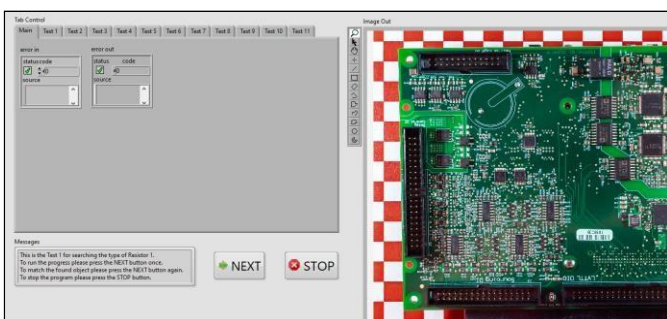 Tab Control
Main Test 1 Test 2 Test 3 Test 4 Test 5 Test 6 Test 7 Test 8 Test 9 Test 10 Test 11
error in
status code
0
source
error out
status code
0
source
Messages
This is the Test 1 for searching the type of Resistor 1.
To run the progress please press the NEXT button once.
To match the found object please press the NEXT button again.
To stop the program please press the STOP button.
NEXT
STOP
Image Out
LVTTL DIO